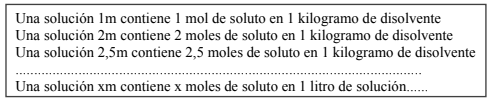 Una solución 1m contiene 1 mol de soluto en 1 kilogramo de disolvente
Una solución 2m contiene 2 moles de soluto en 1 kilogramo de disolvente
Una solución 2,5m contiene 2,5 moles de soluto en 1 kilogramo de disolvente
................................................................................................................
Una solución xm contiene x moles de soluto en 1 litro de solución......